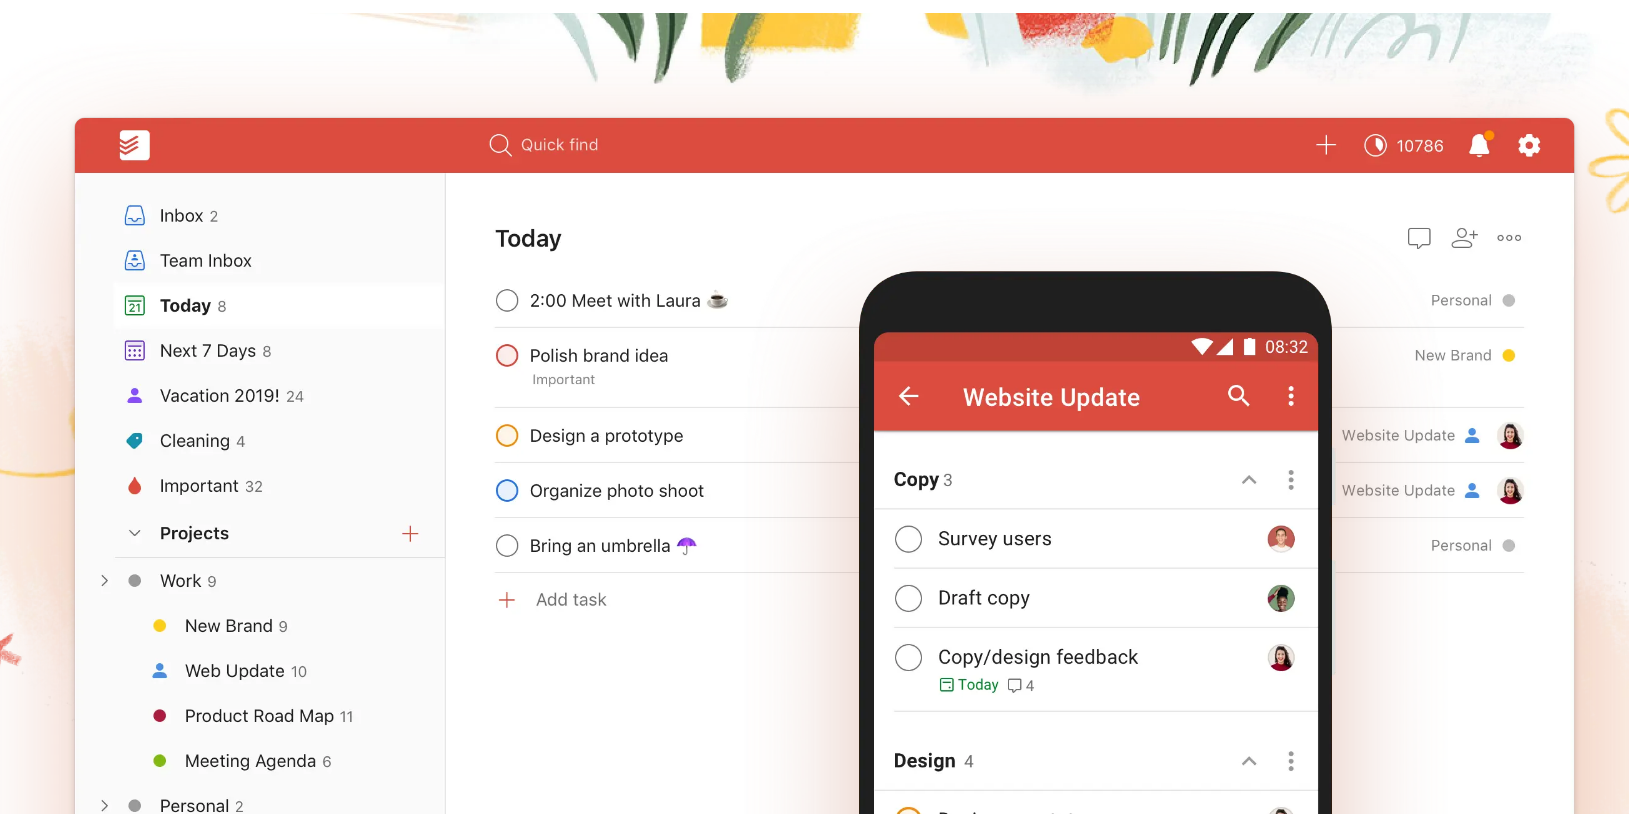 Quick find
10786
Inbox 2
Team Inbox
21
Today 8
Next 7 Days 8
Vacation 2019! 24
Cleaning 4
Important 32
Projects
Work 9
New Brand 9
Web Update 10
Product Road Map 11
Meeting Agenda 6
Personal 2
Today
2:00 Meet with Laura ☕
Personal
Polish brand idea
Important
New Brand
Design a prototype
Website Update
Organize photo shoot
Website Update
Bring an umbrella ☂
Personal
Add task
08:32
Website Update
Copy 3
Survey users
Draft copy
Copy/design feedback
Today 4
Design 4